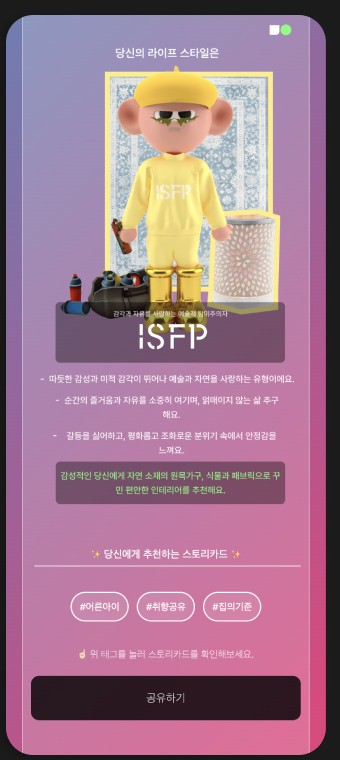 당신의 라이프 스타일은
ISFP
감각과 자유를 사랑하는 예술적 탐미주의자
ISFP
- 따듯한 감성과 미적 감각이 뛰어나 예술과 자연을 사랑하는 유형이에요.
- 순간의 즐거움과 자유를 소중히 여기며, 얽매이지 않는 삶 추구
해요.
- 갈등을 싫어하고, 평화롭고 조화로운 분위기 속에서 안정감을
느껴요.
감성적인 당신에게 자연 소재의 원목가구, 식물과 패브릭으로 꾸
민 편안한 인테리어를 추천해요.
✨ 당신에게 추천하는 스토리카드 ✨
#어른아이 #취향공유 #집의기준
☝️ 위 태그를 눌러 스토리카드를 확인해보세요.
공유하기